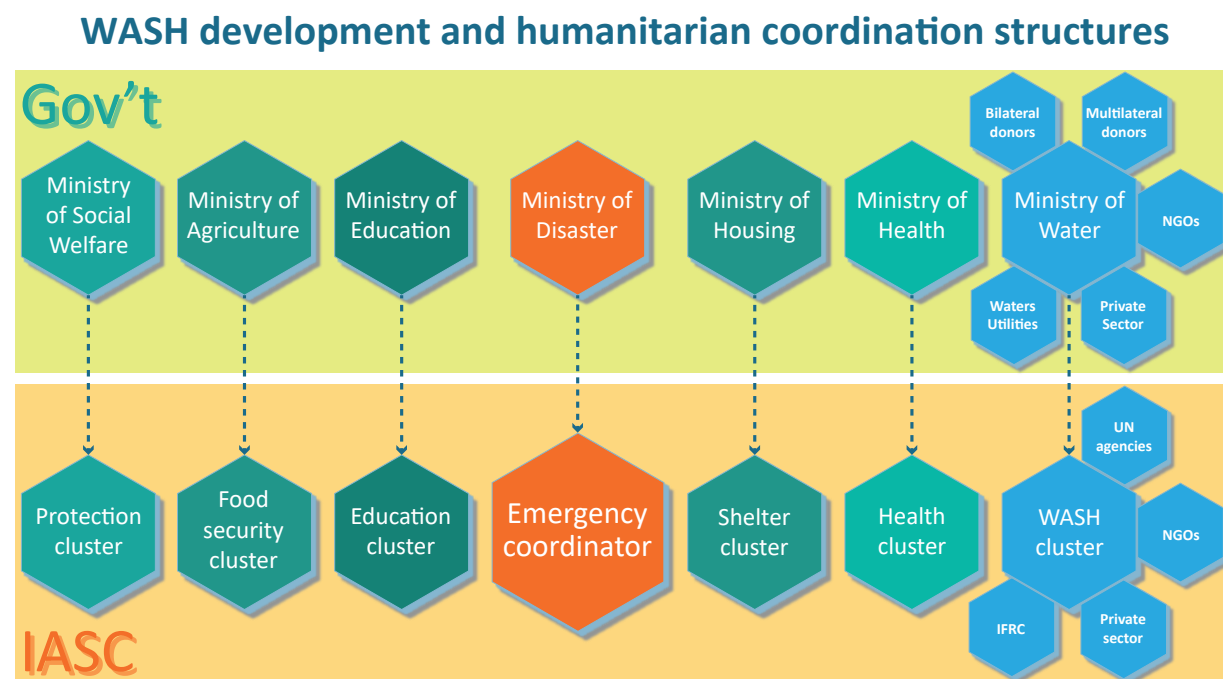 WASH development and humanitarian coordination structures
Gov't
Ministry
of Social
Welfare
Ministry of
Agriculture
Ministry of
Education
Ministry of
Disaster
Ministry of
Housing
Ministry of
Health
Ministry of
Water
Bilateral
donors
Multilateral
donors
NGOs
Waters
Utilities
Private
Sector
Protection
cluster
Food
security
cluster
Education
cluster
Emergency
coordinator
Shelter
cluster
Health
cluster
WASH
cluster
UN
agencies
NGOs
IFRC
Private
sector
IASC